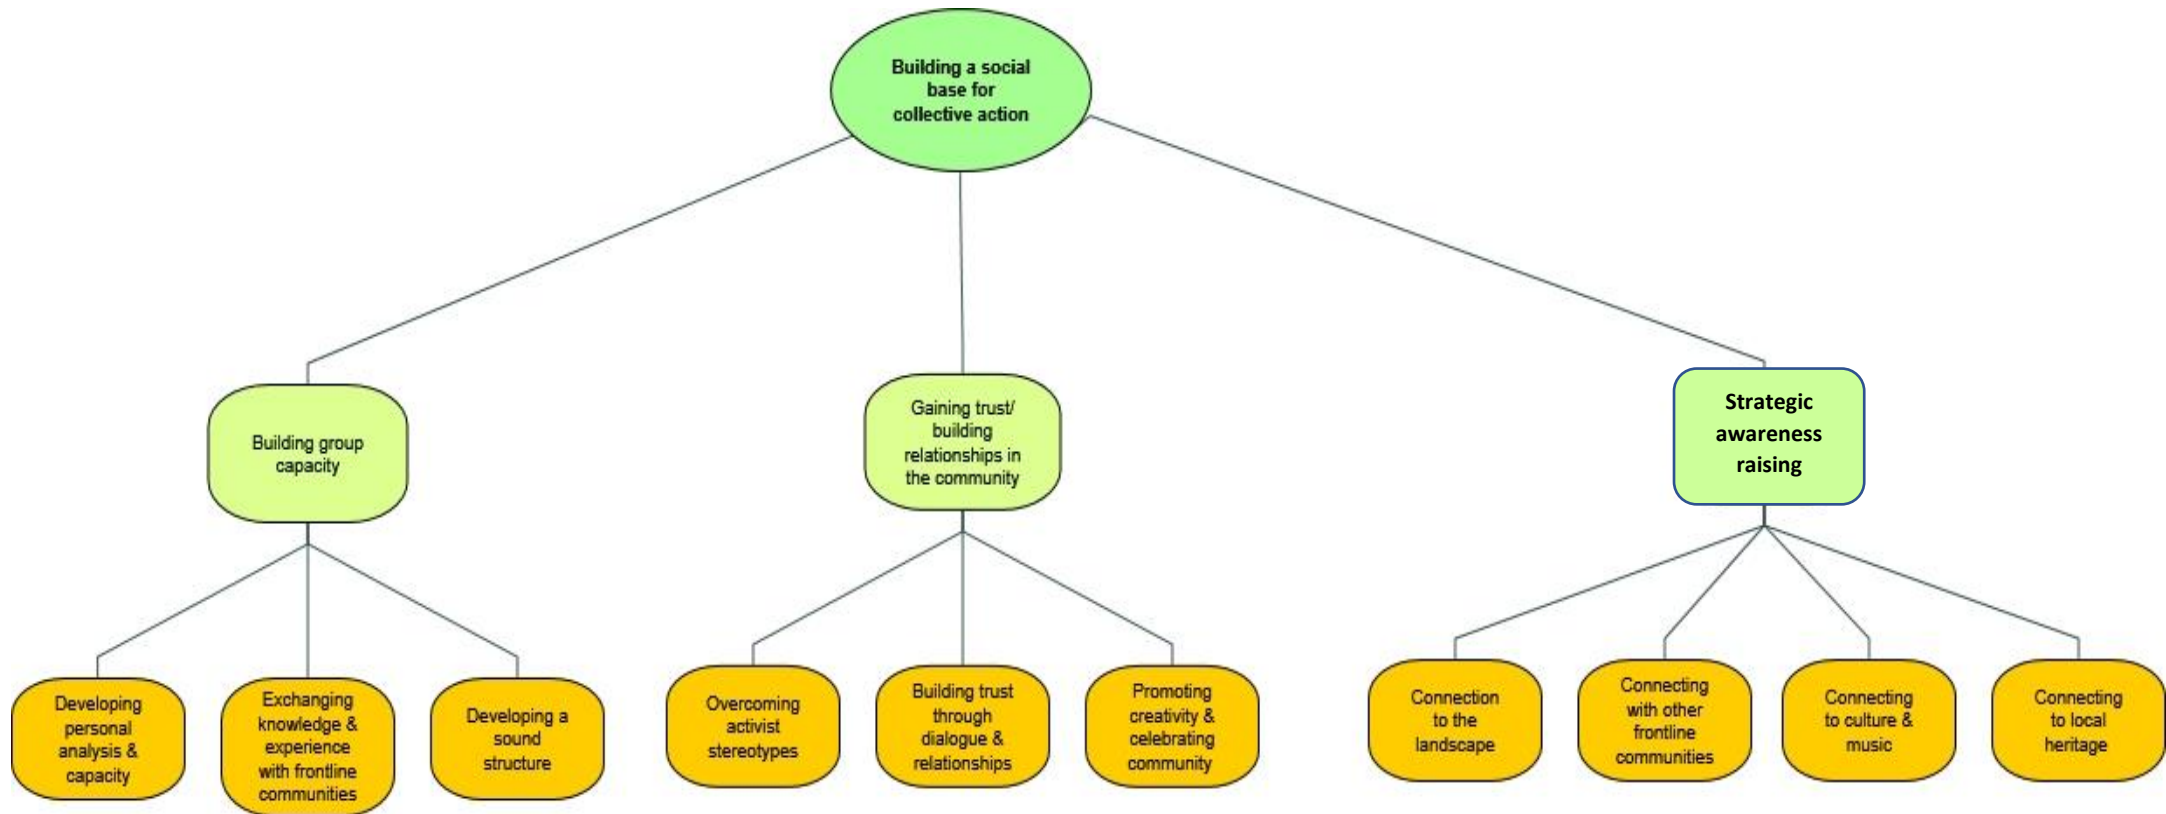 Building a social
base for
collective action
Building group
capacity
Gaining trust/
building
relationships in
the community
Strategic
awareness
raising
Developing
personal
analysis &
capacity
Exchanging
knowledge &
experience
with frontline
communities
Developing a
sound
structure
Overcoming
activist
stereotypes
Building trust
through
dialogue &
relationships
Promoting
creativity &
celebrating
community
Connection
to the
landscape
Connecting
with other
frontline
communities
Connecting
to culture &
music
Connecting
to local
heritage